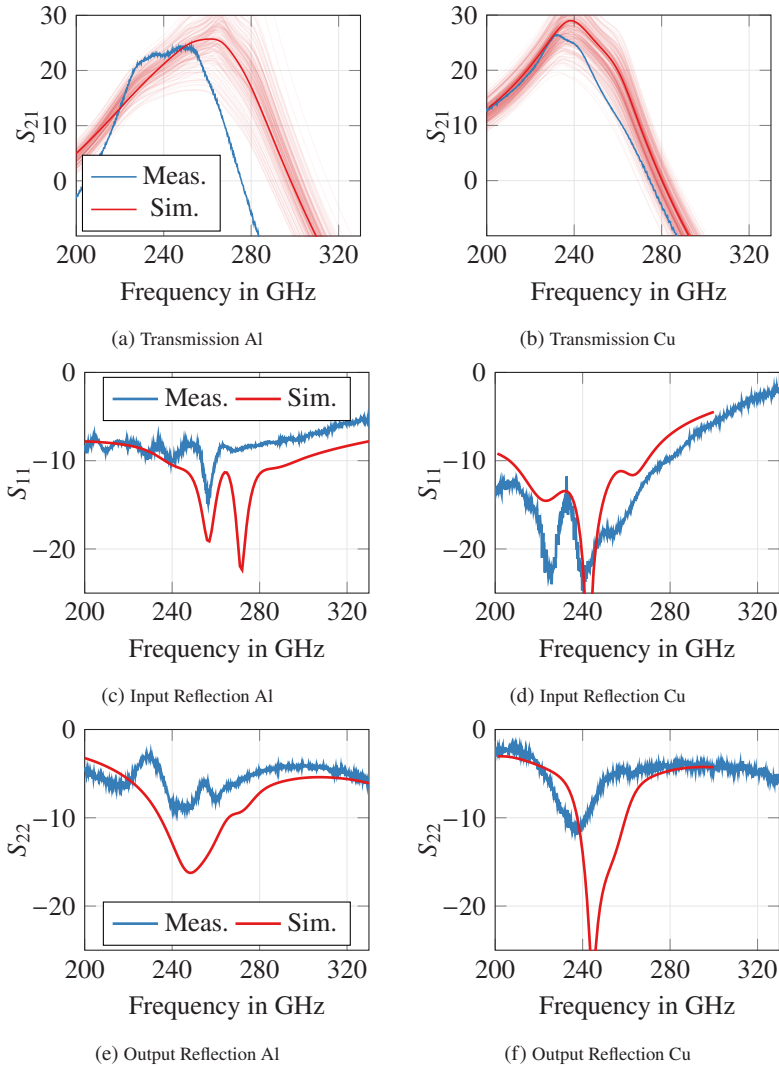 31
20
10
0
S21
Meas.
Sim.
200 240 280 320
Frequency in GHz
(a) Transmission Al
30
20
10
0
S21
200 240 280 320
Frequency in GHz
(b) Transmission Cu
0
−10
−20
S11
Meas. Sim.
200 240 280 320
Frequency in GHz
(c) Input Reflection Al
0
−10
−20
S11
200 240 280 320
Frequency in GHz
(d) Input Reflection Cu
0
−10
−20
S22
Meas. Sim.
200 240 280 320
Frequency in GHz
(e) Output Reflection Al
0
−10
−20
S22
200 240 280 320
Frequency in GHz
(f) Output Reflection Cu